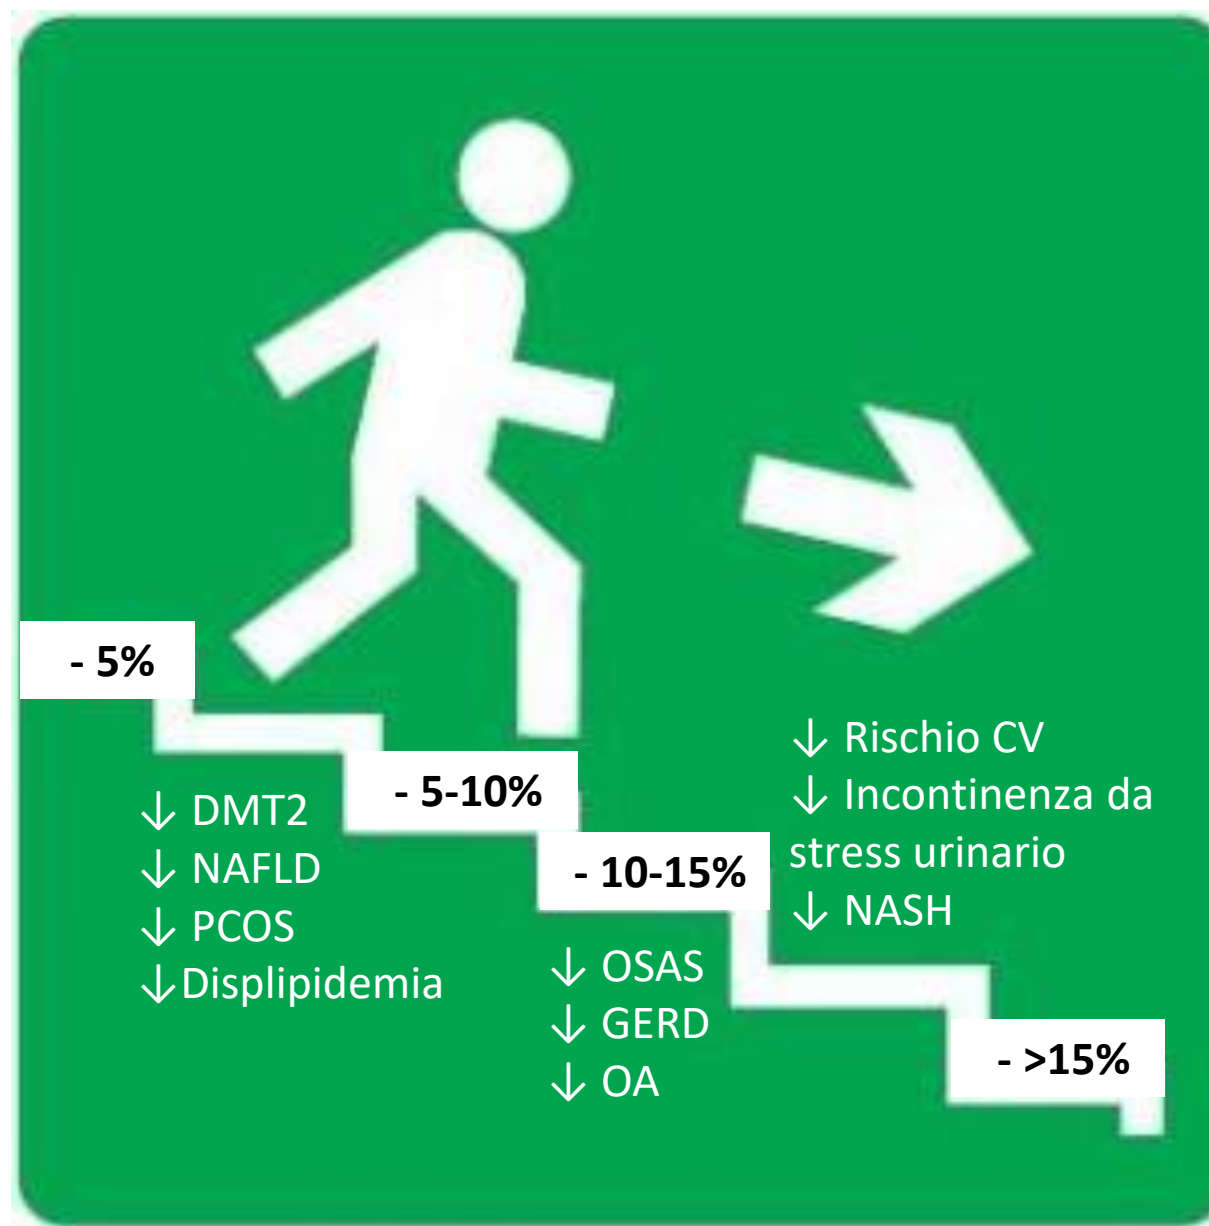 - 5%
- 5-10%
↓ DMT2
↓ NAFLD
↓ PCOS
↓Displipidemia
- 10-15%
↓ OSAS
↓ GERD
↓ OA
↓ Rischio CV
↓ Incontinenza da
stress urinario
↓ NASH
- >15%